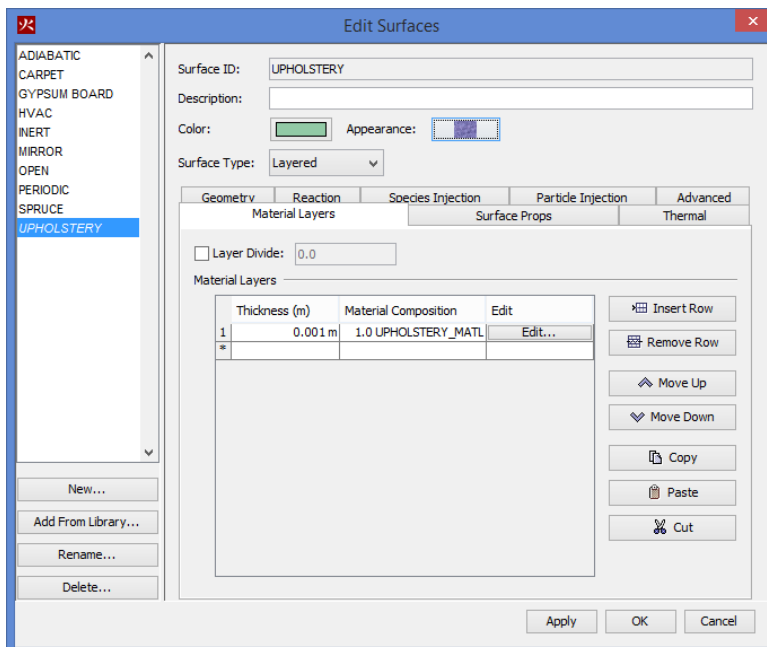 火 Edit Surfaces x
ADIABATIC
CARPET
GYPSUM BOARD
HVAC
INERT
MIRROR
OPEN
PERIODIC
SPRUCE
UPHOLSTERY
New...
Add From Library...
Rename...
Delete...
Surface ID: UPHOLSTERY
Description:
Color: Appearance:
Surface Type: Layered
Geometry Reaction Species Injection Particle Injection Advanced
Material Layers Surface Props Thermal
Layer Divide: 0.0
Material Layers
Thickness (m) Material Composition Edit
1 0.001 m 1.0 UPHOLSTERY_MATL Edit...
*
Insert Row
Remove Row
Move Up
Move Down
Copy
Paste
Cut
Apply OK Cancel